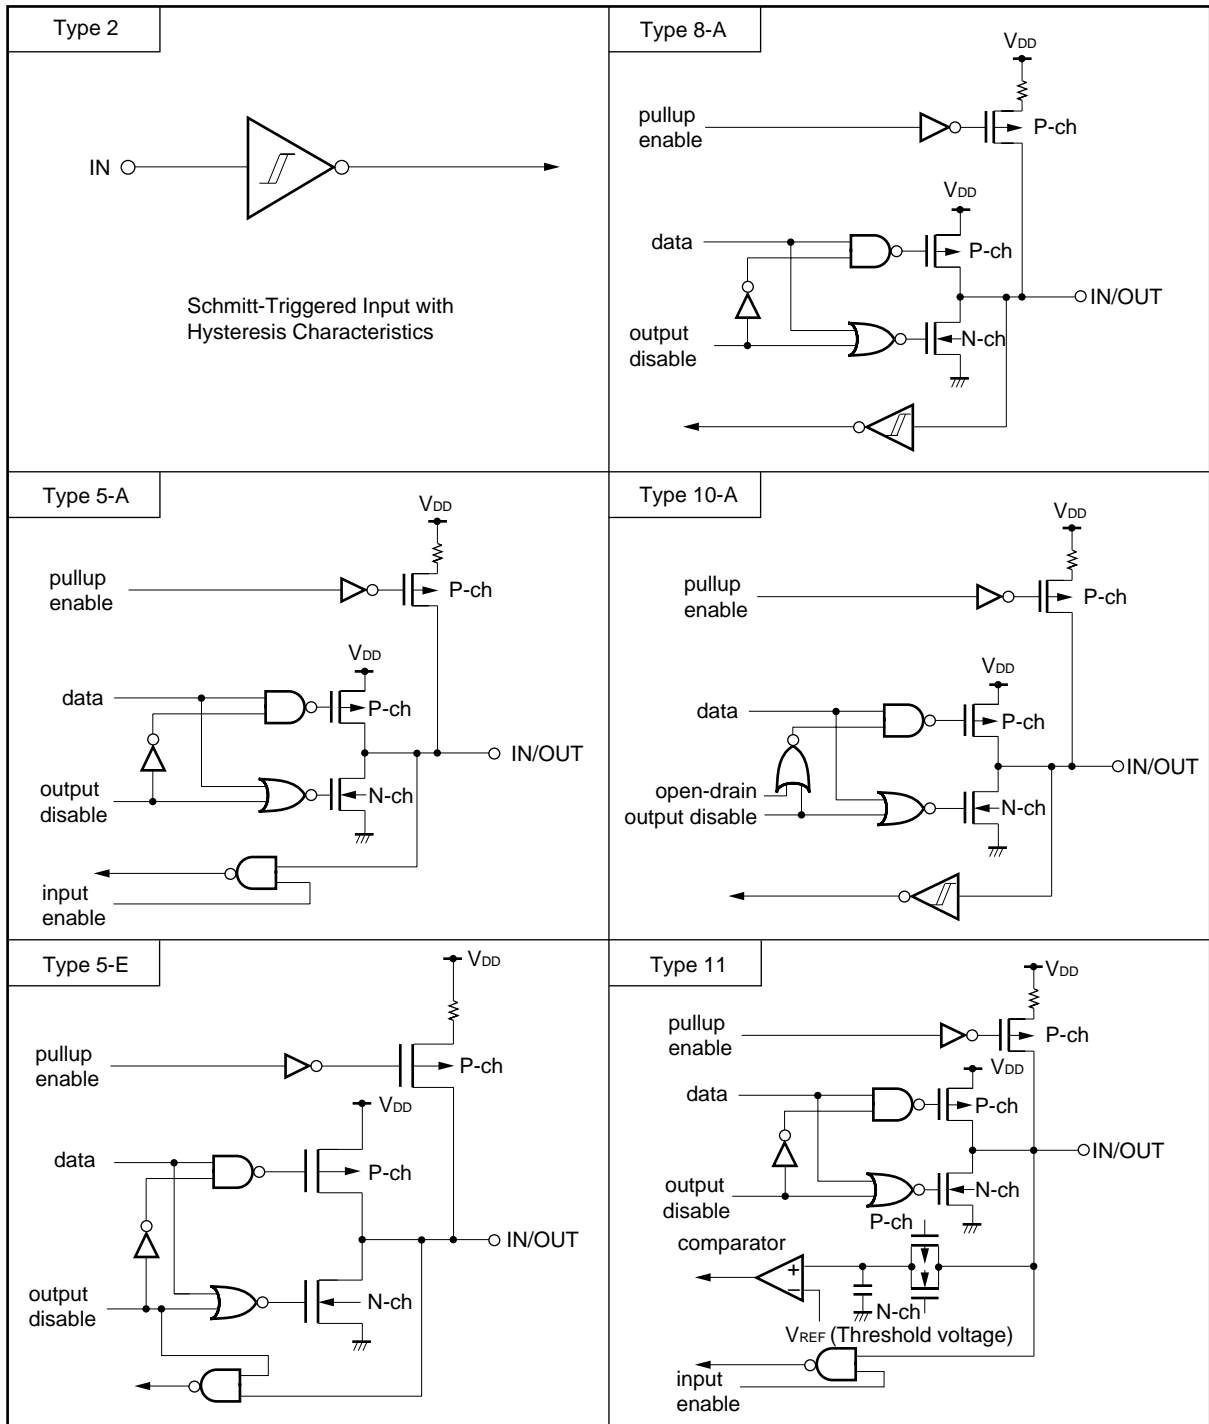 Type 2
IN
Schmitt-Triggered Input with
Hysteresis Characteristics
Type 8-A
VDD
pullup
enable
P-ch
VDD
data
P-ch
IN/OUT
output
disable
N-ch
Type 5-A
VDD
pullup
enable
P-ch
VDD
data
P-ch
IN/OUT
output
disable
N-ch
input
enable
Type 10-A
VDD
pullup
enable
P-ch
VDD
data
P-ch
IN/OUT
open-drain
output disable
N-ch
Type 5-E
VDD
pullup
enable
P-ch
VDD
data
P-ch
IN/OUT
output
disable
N-ch
Type 11
VDD
pullup
enable
P-ch
VDD
data
P-ch
IN/OUT
output
disable
N-ch
P-ch
comparator
+
−
N-ch
VREF (Threshold voltage)
input
enable